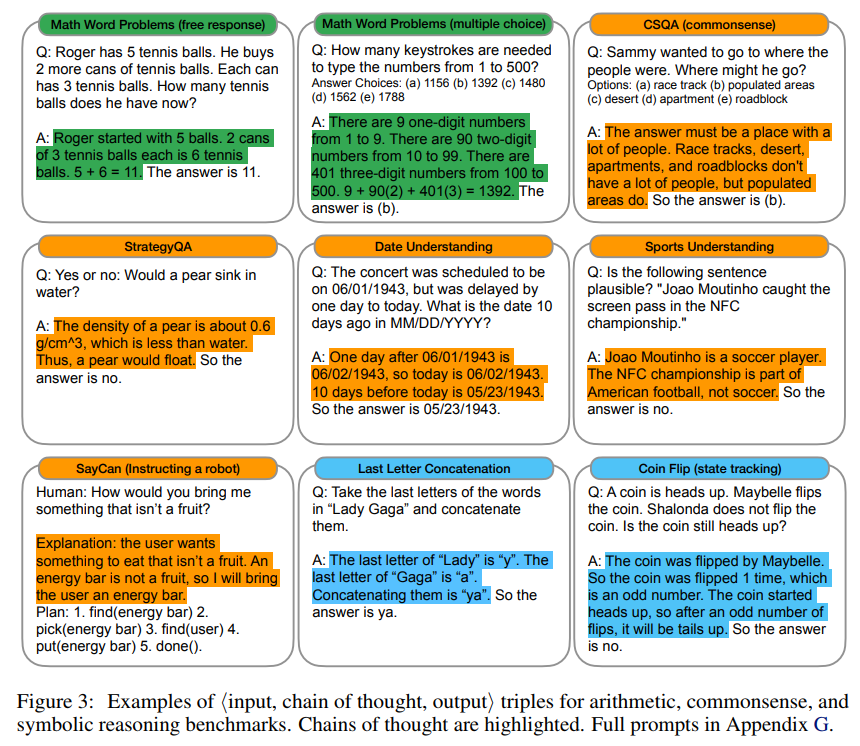 Math Word Problems (free response)
Q: Roger has 5 tennis balls. He buys
2 more cans of tennis balls. Each can
has 3 tennis balls. How many tennis
balls does he have now?
A: Roger started with 5 balls. 2 cans
of 3 tennis balls each is 6 tennis
balls. 5 + 6 = 11. The answer is 11.
Math Word Problems (multiple choice)
Q: How many keystrokes are needed
to type the numbers from 1 to 500?
Answer Choices: (a) 1156 (b) 1392 (c) 1480
(d) 1562 (e) 1788
A: There are 9 one-digit numbers
from 1 to 9. There are 90 two-digit
numbers from 10 to 99. There are
401 three-digit numbers from 100 to
500. 9 + 90(2) + 401(3) = 1392. The
answer is (b).
CSQA (commonsense)
Q: Sammy wanted to go to where the
people were. Where might he go?
Options: (a) race track (b) populated areas
(c) desert (d) apartment (e) roadblock
A: The answer must be a place with a
lot of people. Race tracks, desert,
apartments, and roadblocks don't
have a lot of people, but populated
areas do. So the answer is (b).
StrategyQA
Q: Yes or no: Would a pear sink in
water?
A: The density of a pear is about 0.6
g/cm^3, which is less than water.
Thus, a pear would float. So the
answer is no.
Date Understanding
Q: The concert was scheduled to be
on 06/01/1943, but was delayed by
one day to today. What is the date 10
days ago in MM/DD/YYYY?
A: One day after 06/01/1943 is
06/02/1943, so today is 06/02/1943.
10 days before today is 05/23/1943.
So the answer is 05/23/1943.
Sports Understanding
Q: Is the following sentence
plausible? "Joao Moutinho caught the
screen pass in the NFC
championship."
A: Joao Moutinho is a soccer player.
The NFC championship is part of
American football, not soccer. So the
answer is no.
SayCan (Instructing a robot)
Human: How would you bring me
something that isn’t a fruit?
Explanation: the user wants
something to eat that isn’t a fruit. An
energy bar is not a fruit, so I will bring
the user an energy bar.
Plan: 1. find(energy bar) 2.
pick(energy bar) 3. find(user) 4.
put(energy bar) 5. done().
Last Letter Concatenation
Q: Take the last letters of the words
in “Lady Gaga” and concatenate
them.
A: The last letter of “Lady” is “y”. The
last letter of “Gaga” is “a”.
Concatenating them is “ya”. So the
answer is ya.
Coin Flip (state tracking)
Q: A coin is heads up. Maybelle flips
the coin. Shalonda does not flip the
coin. Is the coin still heads up?
A: The coin was flipped by Maybelle.
So the coin was flipped 1 time, which
is an odd number. The coin started
heads up, so after an odd number of
flips, it will be tails up. So the answer
is no.
Figure 3: Examples of ⟨input, chain of thought, output⟩ triples for arithmetic, commonsense, and
symbolic reasoning benchmarks. Chains of thought are highlighted. Full prompts in Appendix G.